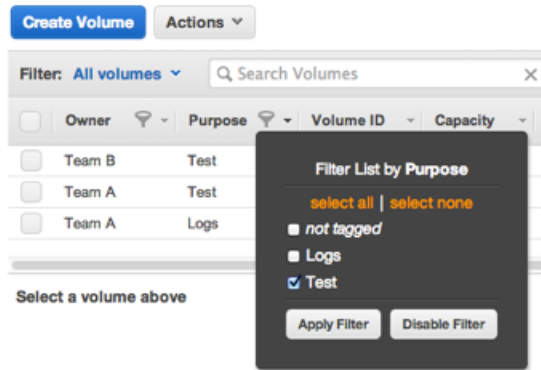 Create Volume Actions
Filter: All volumes Search Volumes
Owner Purpose Volume ID Capacity
Team B Test
Team A Test
Team A Logs
Select a volume above
Filter List by Purpose
select all | select none
not tagged
Logs
Test
Apply Filter Disable Filter